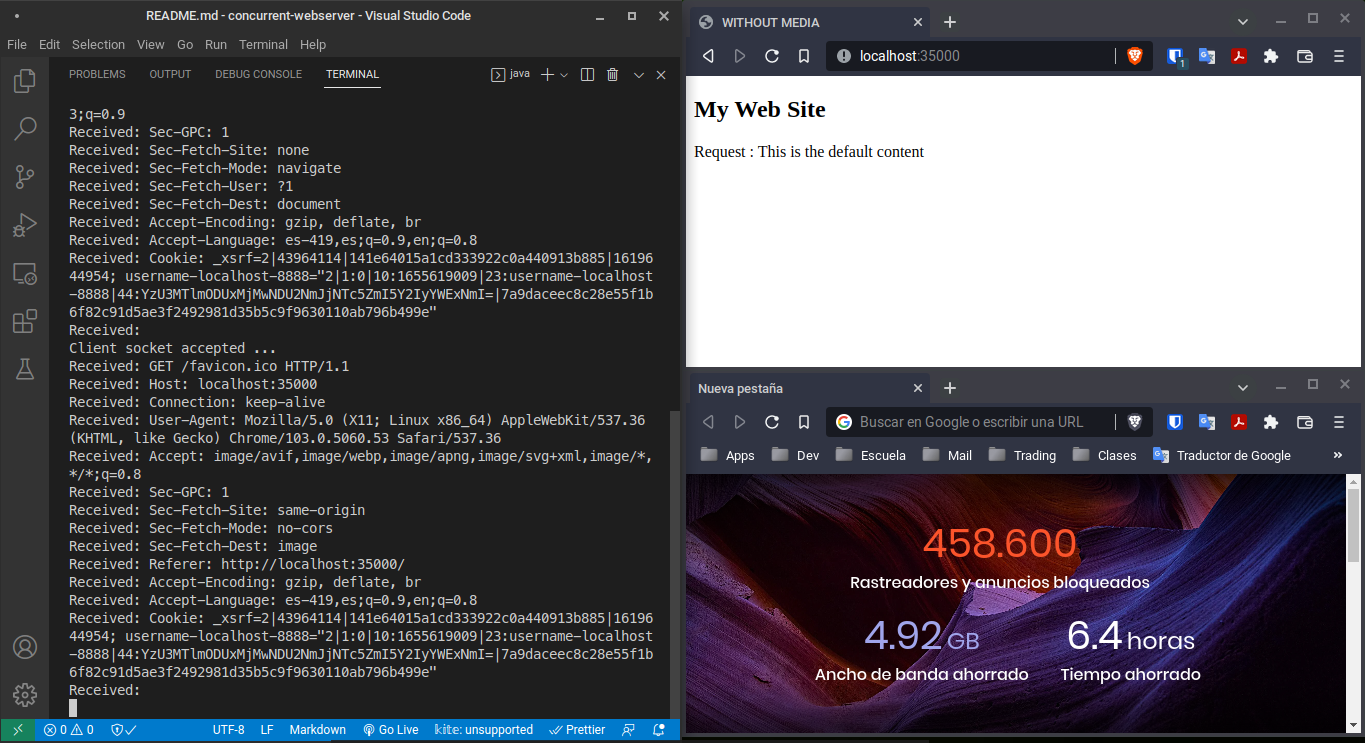 README.md - concurrent-webserver - Visual Studio Code
File Edit Selection View Go Run Terminal Help
PROBLEMS OUTPUT DEBUG CONSOLE TERMINAL java
3;q=0.9
Received: Sec-GPC: 1
Received: Sec-Fetch-Site: none
Received: Sec-Fetch-Mode: navigate
Received: Sec-Fetch-User: ?1
Received: Sec-Fetch-Dest: document
Received: Accept-Encoding: gzip, deflate, br
Received: Accept-Language: es-419,es;q=0.9,en;q=0.8
Received: Cookie: _xsrf=2|43964114|141e64015a1cd333922c0a440913b885|16196
44954; username-localhost-8888="2|1:0|10:1655619009|23:username-localhost
-8888|44:YzU3MTlmODUxMjMwNDU2NmJjNTc5ZmI5Y2IyYWExNmI=|7a9daceec8c28e55f1b
6f82c91d5ae3f2492981d35b5c9f9630110ab796b499e"
Received:
Client socket accepted ...
Received: GET /favicon.ico HTTP/1.1
Received: Host: localhost:35000
Received: Connection: keep-alive
Received: User-Agent: Mozilla/5.0 (X11; Linux x86_64) AppleWebKit/537.36
(KHTML, like Gecko) Chrome/103.0.5060.53 Safari/537.36
Received: Accept: image/avif,image/webp,image/apng,image/svg+xml,image/*,
*/*;q=0.8
Received: Sec-GPC: 1
Received: Sec-Fetch-Site: same-origin
Received: Sec-Fetch-Mode: no-cors
Received: Sec-Fetch-Dest: image
Received: Referer: http://localhost:35000/
Received: Accept-Encoding: gzip, deflate, br
Received: Accept-Language: es-419,es;q=0.9,en;q=0.8
Received: Cookie: _xsrf=2|43964114|141e64015a1cd333922c0a440913b885|16196
44954; username-localhost-8888="2|1:0|10:1655619009|23:username-localhost
-8888|44:YzU3MTlmODUxMjMwNDU2NmJjNTc5ZmI5Y2IyYWExNmI=|7a9daceec8c28e55f1b
6f82c91d5ae3f2492981d35b5c9f9630110ab796b499e"
Received:
0 0 UTF-8 LF Markdown Go Live kite: unsupported Prettier
WITHOUT MEDIA
localhost:35000
1
My Web Site
Request : This is the default content
Nueva pestaña
Buscar en Google o escribir una URL
Apps Dev Escuela Mail Trading Clases Traductor de Google »
458.600
Rastreadores y anuncios bloqueados
4.92 GB 6.4 horas
Ancho de banda ahorrado Tiempo ahorrado